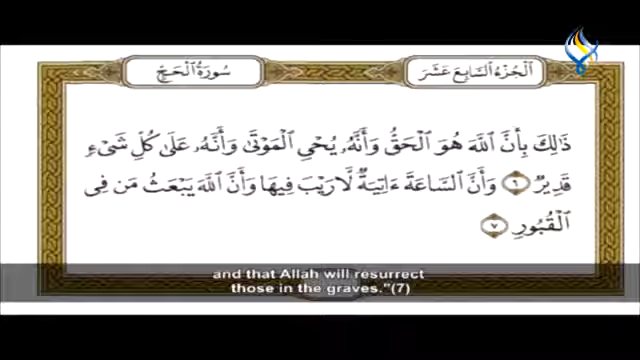 سُورَةُ الْحَجّ
الْجُزْءُ السَّابِعَ عَشَرَ
ذَٰلِكَ بِأَنَّ اللَّهَ هُوَ الْحَقُّ وَأَنَّهُۥ يُحْيِ الْمَوْتَىٰ وَأَنَّهُۥ عَلَىٰ كُلِّ شَيْءٍ
قَدِيرٌ ٦ وَأَنَّ السَّاعَةَ ءَاتِيَةٌ لَّا رَيْبَ فِيهَا وَأَنَّ اللَّهَ يَبْعَثُ مَن فِي
الْقُبُورِ ٧
and that Allah will resurrect
those in the graves."(7)